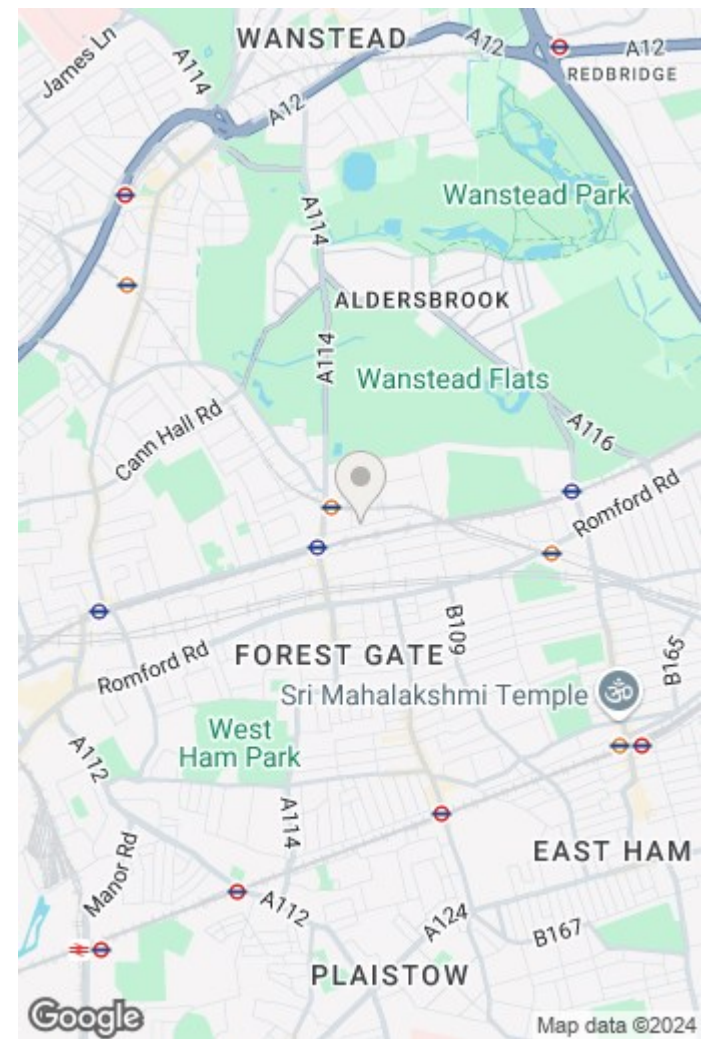 WANSTEAD
A12
A12
REDBRIDGE
James Ln
A114
A12
Wanstead Park
A114
ALDERSBROOK
A114
Wanstead Flats
Cann Hall Rd
A116
Romford Rd
B109
B165
FOREST GATE
Romford Rd
Sri Mahalakshmi Temple
West
Ham Park
A112
A114
Manor Rd
EAST HAM
A112
A124
B167
PLAISTOW
Google
Map data ©2024